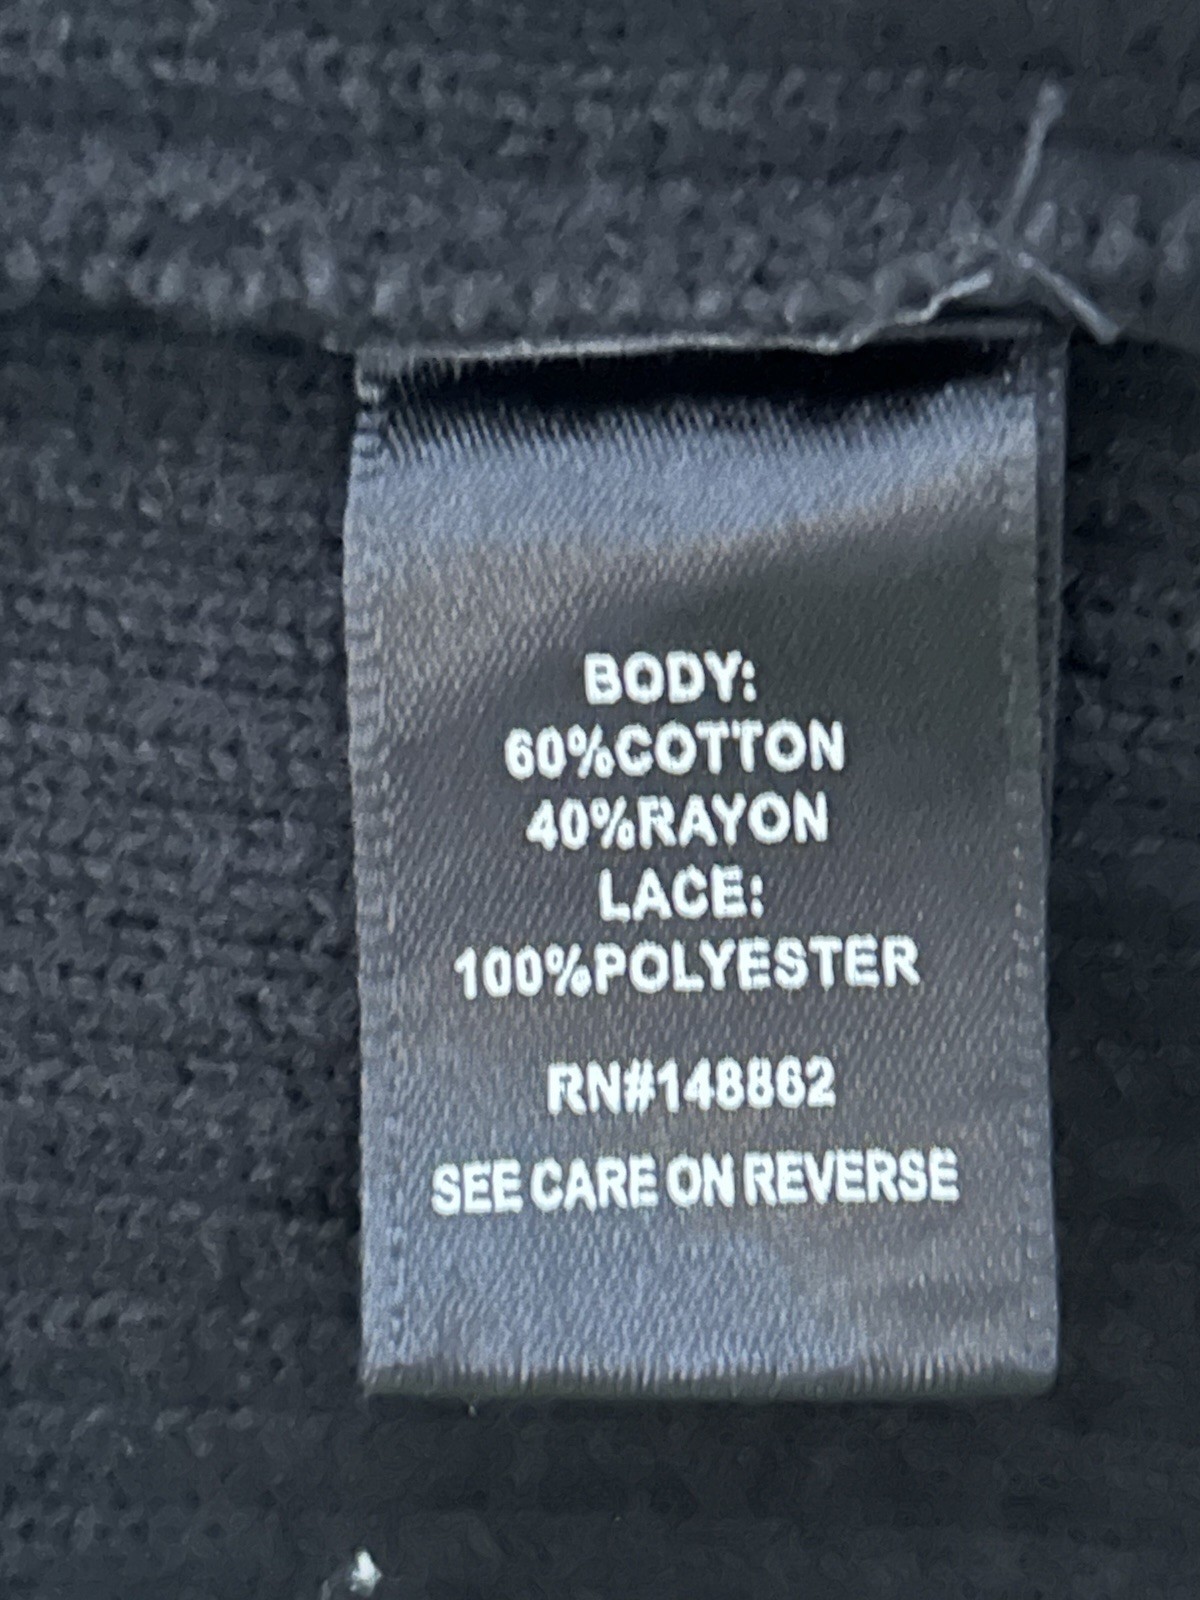 BODY:
60%COTTON
40%RAYON
LACE:
100%POLYESTER
RN#148862
SEE CARE ON REVERSE